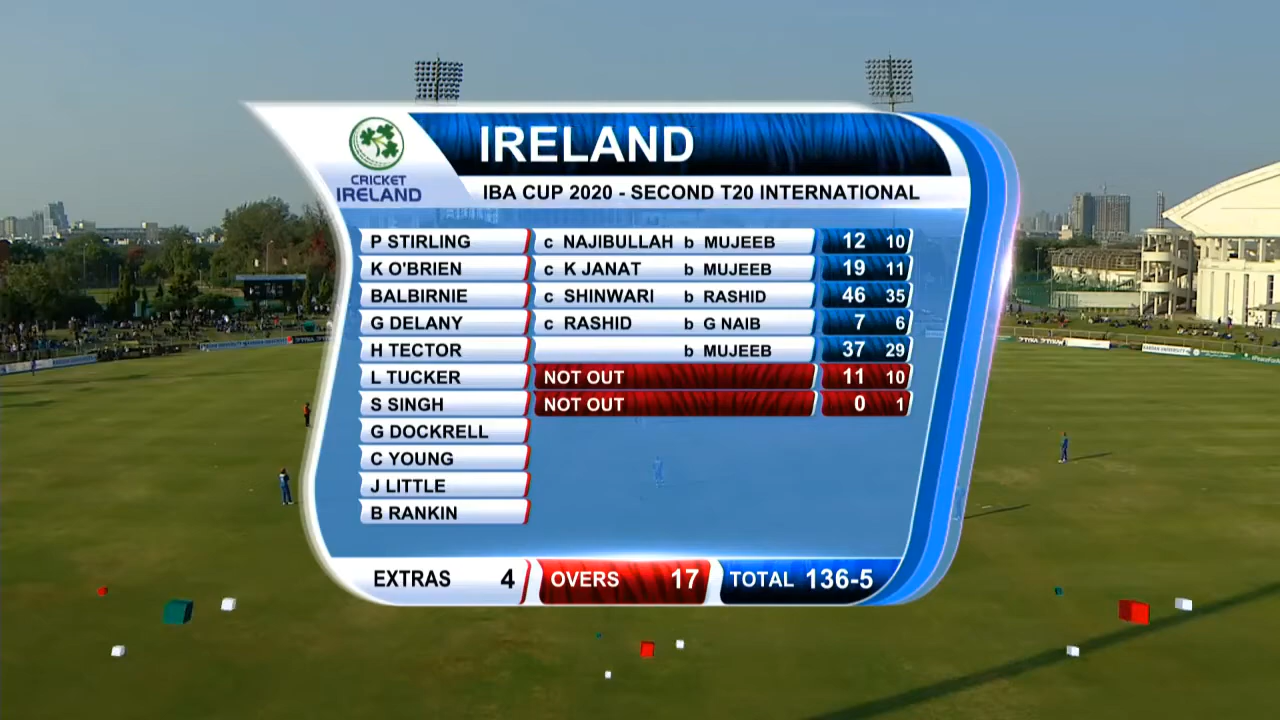 IRELAND
CRICKET
IRELAND
IBA CUP 2020 - SECOND T20 INTERNATIONAL
P STIRLING c NAJIBULLAH b MUJEEB 12 10
K O'BRIEN c K JANAT b MUJEEB 19 11
BALBIRNIE c SHINWARI b RASHID 46 35
G DELANY c RASHID b G NAIB 7 6
H TECTOR b MUJEEB 37 29
L TUCKER NOT OUT 11 10
S SINGH NOT OUT 0 1
G DOCKRELL
C YOUNG
J LITTLE
B RANKIN
EXTRAS 4 OVERS 17 TOTAL 136-5